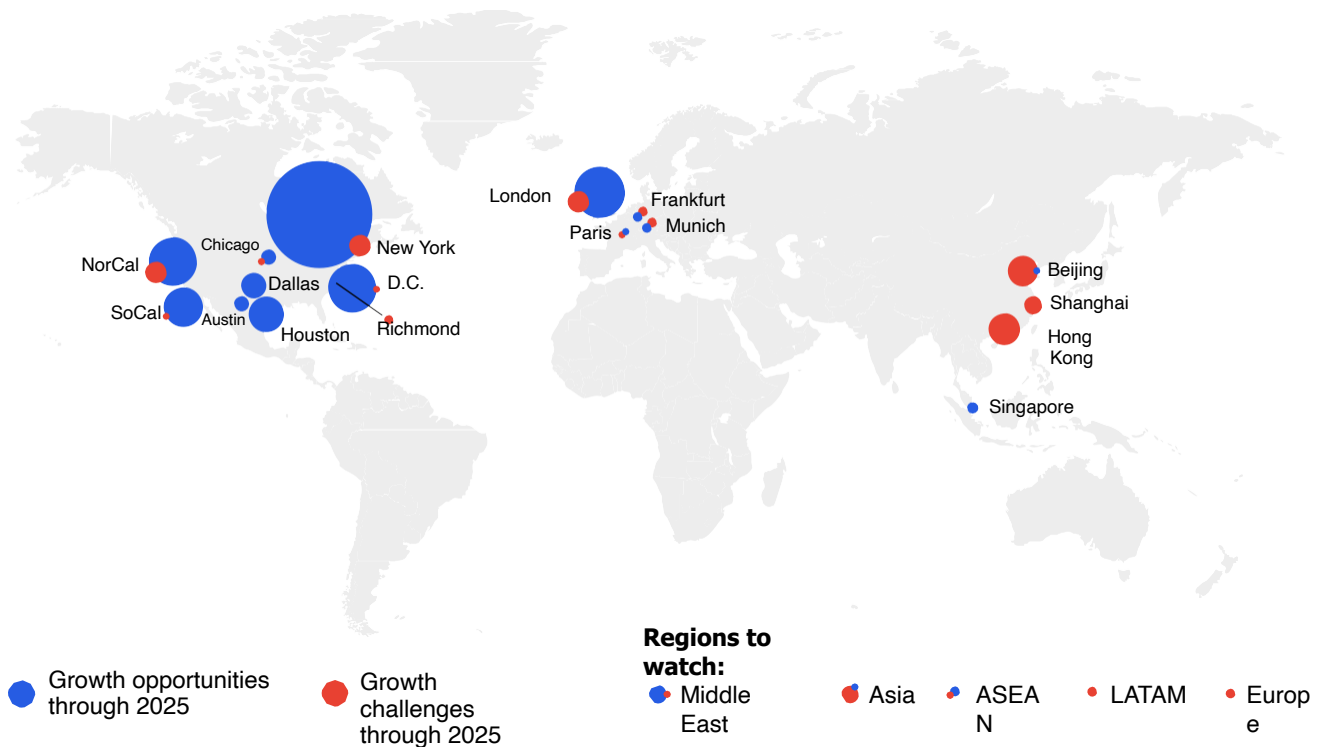 London
Frankfurt
Paris
Munich
Chicago
New York
NorCal
Dallas
D.C.
SoCal
Austin
Richmond
Houston
Beijing
Shanghai
Hong
Kong
Singapore
Regions to
watch:
Growth opportunities
through 2025
Growth
challenges
through 2025
Middle
East
Asia
ASEA
N
LATAM
Europ
e